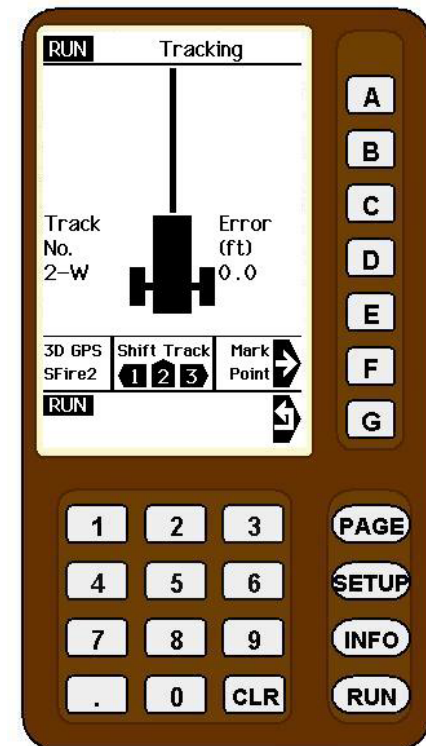 RUN Tracking
A
B
C
Track Error
No. (ft)
2-W 0.0
D
E
3D GPS Shift Track Mark
SFire2 1 2 3 Point
F
RUN
G
1 2 3 PAGE
4 5 6 SETUP
7 8 9 INFO
. 0 CLR RUN